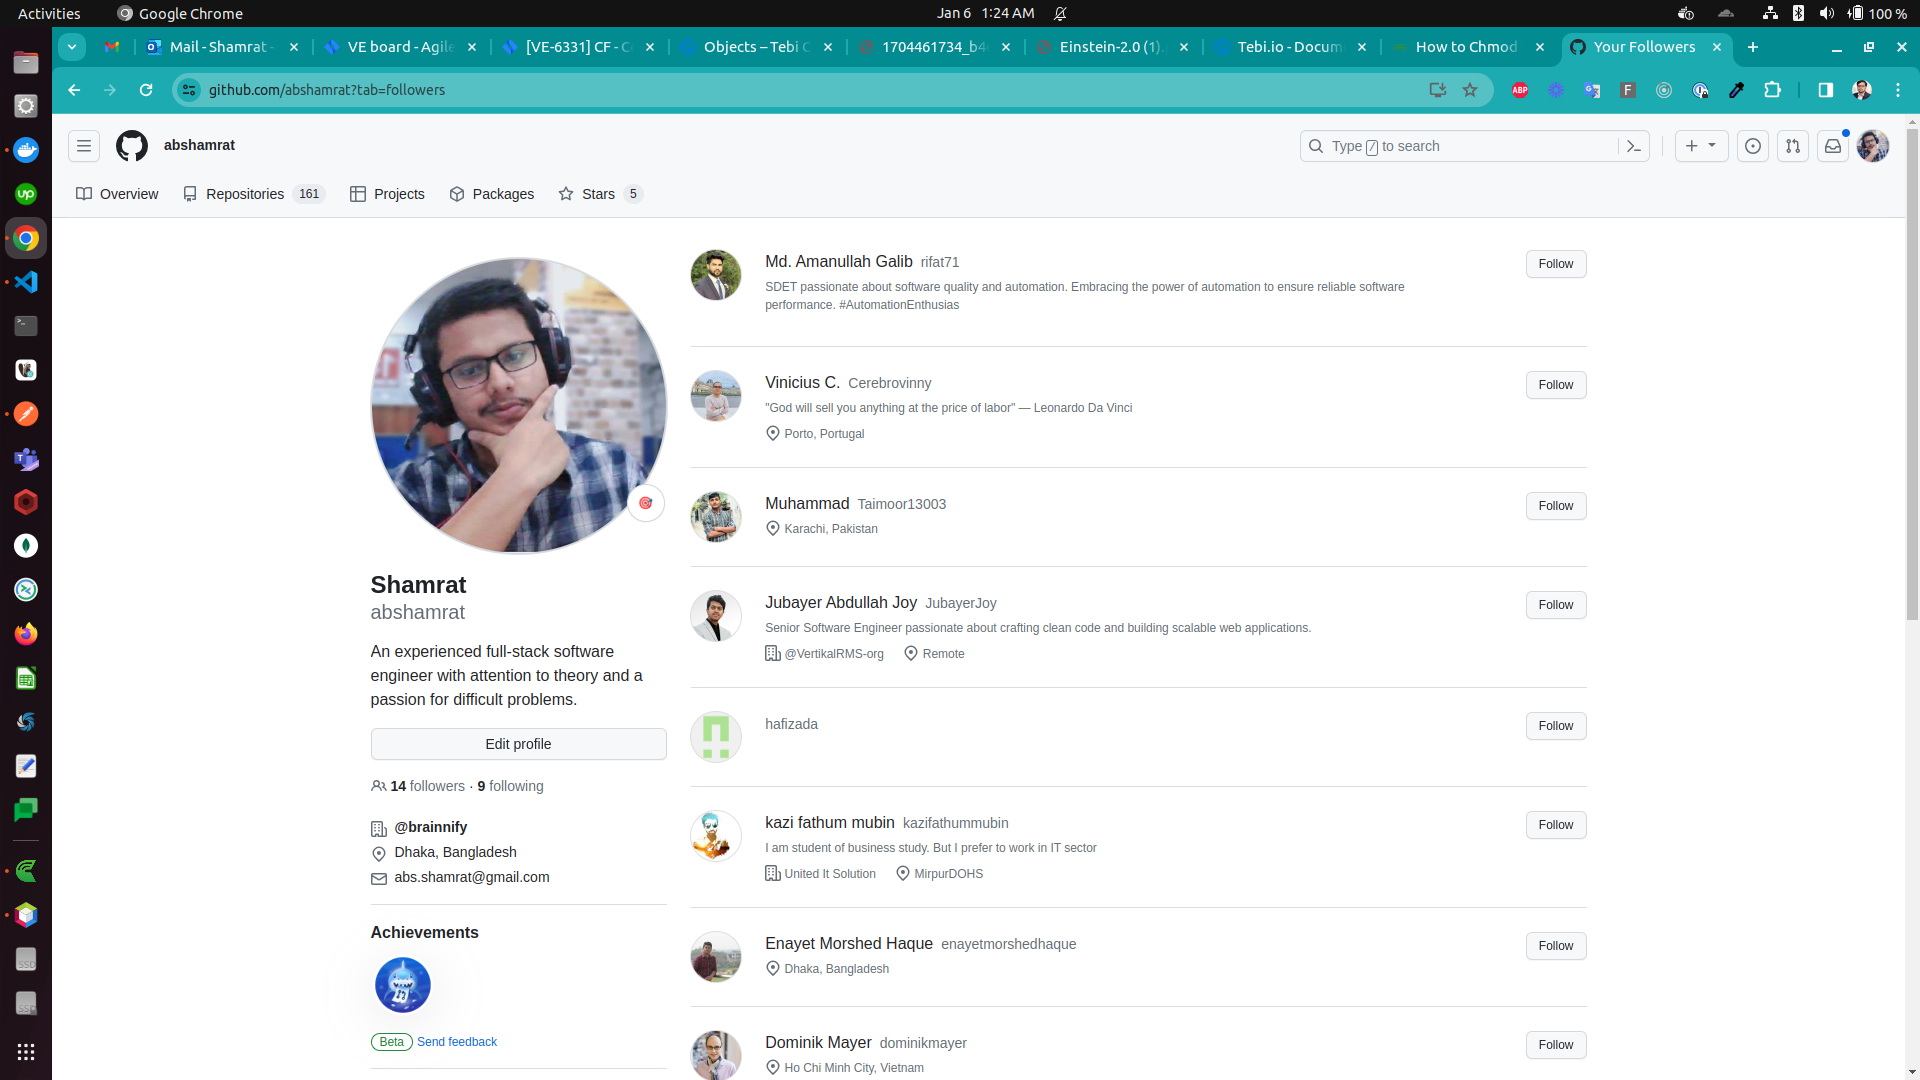 Activities
Google Chrome
Jan 6 1:24 AM
100 %
Mail - Shamrat -
VE board - Agile
[VE-6331] CF - C
Objects – Tebi C
1704461734_b4
Einstein-2.0 (1).
Tebi.io - Docum
How to Chmod
Your Followers
github.com/abshamrat?tab=followers
abshamrat
Type / to search
Overview
Repositories 161
Projects
Packages
Stars 5
Shamrat
abshamrat
An experienced full-stack software
engineer with attention to theory and a
passion for difficult problems.
Edit profile
14 followers · 9 following
@brainnify
Dhaka, Bangladesh
abs.shamrat@gmail.com
Achievements
Beta Send feedback
Md. Amanullah Galib rifat71
Follow
SDET passionate about software quality and automation. Embracing the power of automation to ensure reliable software
performance. #AutomationEnthusias
Vinicius C. Cerebrovinny
Follow
"God will sell you anything at the price of labor" — Leonardo Da Vinci
Porto, Portugal
Muhammad Taimoor13003
Follow
Karachi, Pakistan
Jubayer Abdullah Joy JubayerJoy
Follow
Senior Software Engineer passionate about crafting clean code and building scalable web applications.
@VertikalRMS-org Remote
hafizada
Follow
kazi fathum mubin kazifathummubin
Follow
I am student of business study. But I prefer to work in IT sector
United It Solution MirpurDOHS
Enayet Morshed Haque enayetmorshedhaque
Follow
Dhaka, Bangladesh
Dominik Mayer dominikmayer
Follow
Ho Chi Minh City, Vietnam